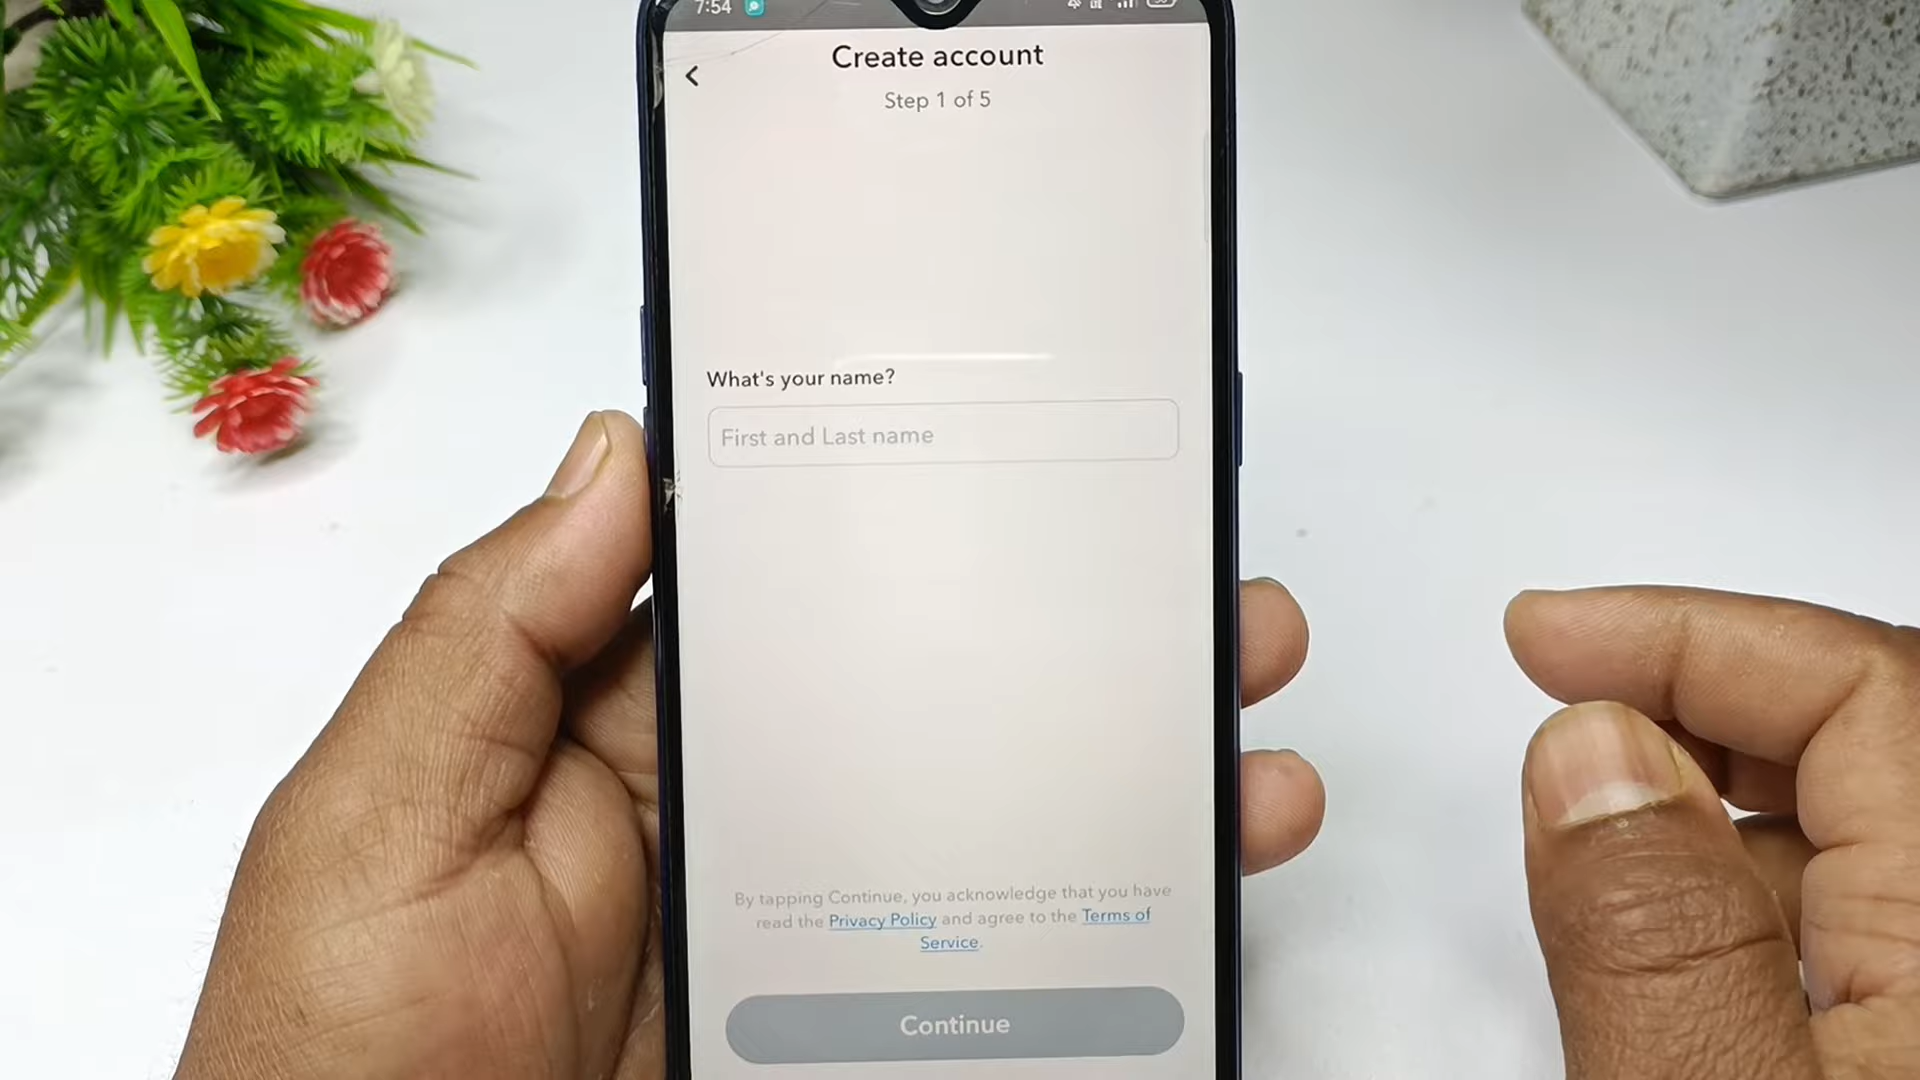 7:54
Create account
Step 1 of 5
What's your name?
First and Last name
By tapping Continue, you acknowledge that you have
read the Privacy Policy and agree to the Terms of
Service.
Continue